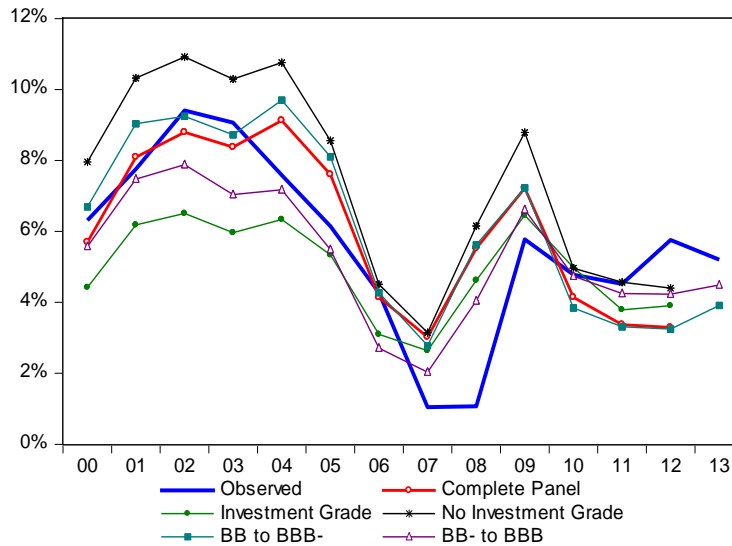 12%
10%
8%
6%
4%
2%
0%
00 01 02 03 04 05 06 07 08 09 10 11 12 13
Observed Complete Panel
Investment Grade No Investment Grade
BB to BBB- BB- to BBB